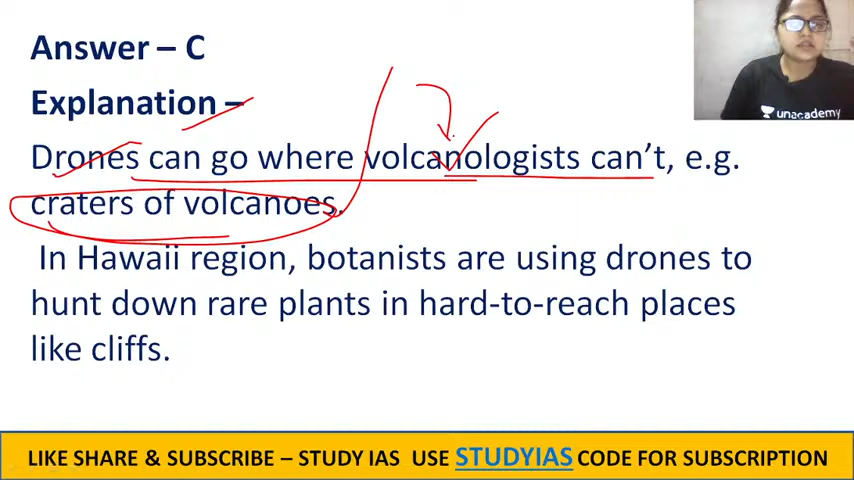 Answer – C
Explanation –
Drones can go where volcanologists can't, e.g.
craters of volcanoes.
In Hawaii region, botanists are using drones to
hunt down rare plants in hard-to-reach places
like cliffs.
unacademy
LIKE SHARE & SUBSCRIBE – STUDY IAS USE STUDYIAS CODE FOR SUBSCRIPTION